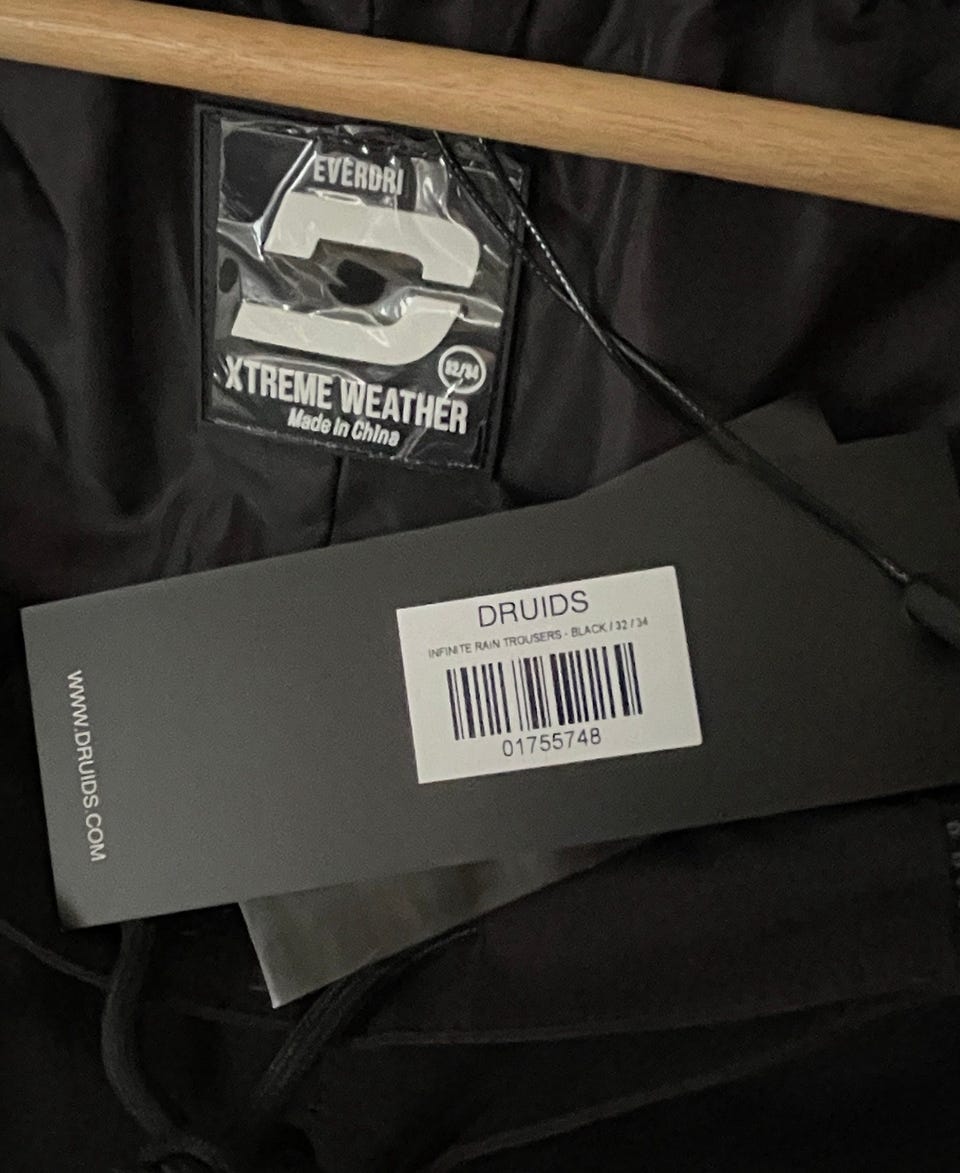 EVERDRI
32/34
XTREME WEATHER
Made In China
DRUIDS
INFINITE RAIN TROUSERS - BLACK / 32 / 34
01755748
WWW.DRUIDS.COM